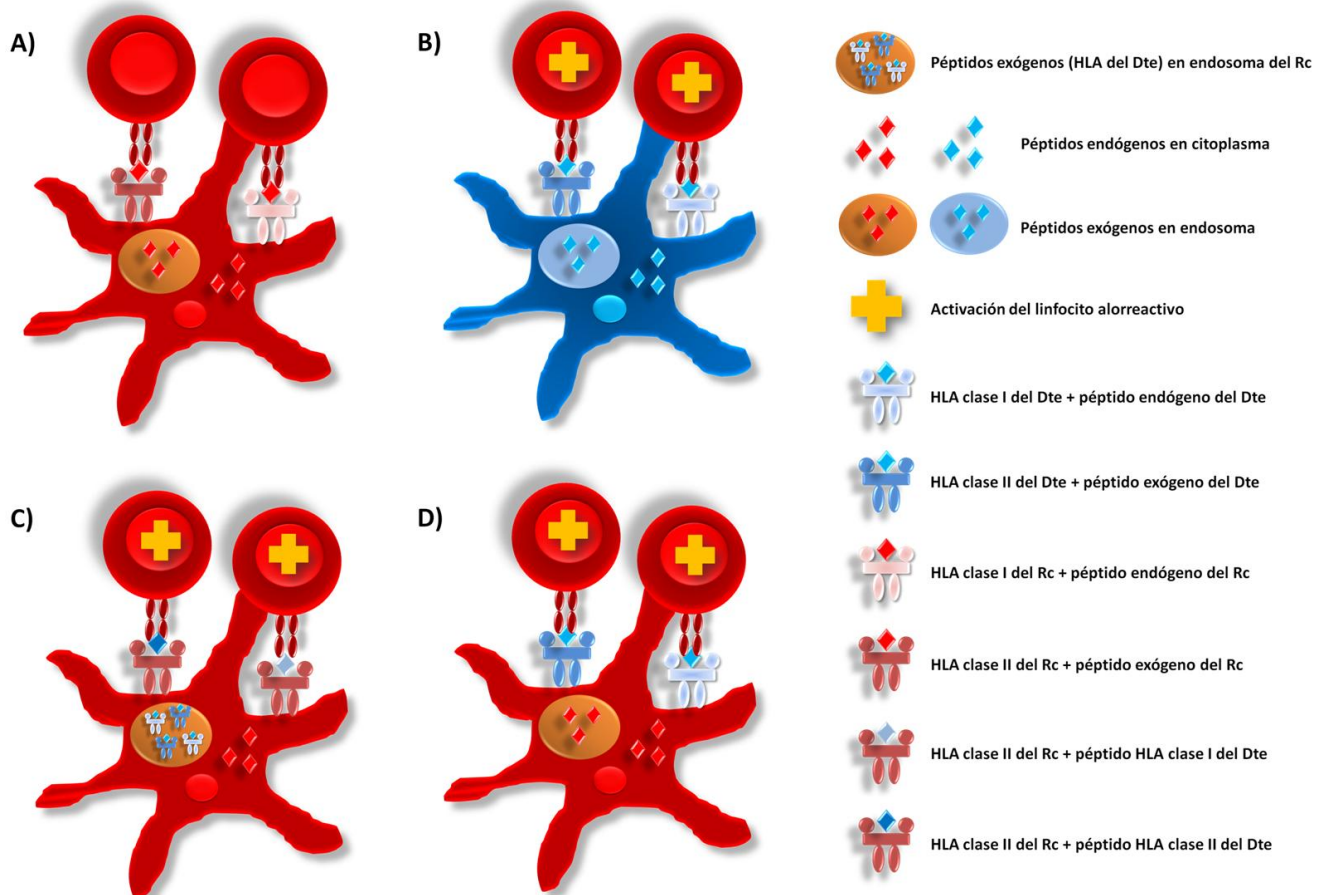 A)
B)
C)
D)
Péptidos exógenos (HLA del Dte) en endosoma del Rc
Péptidos endógenos en citoplasma
Péptidos exógenos en endosoma
Activación del linfocito alorreactivo
HLA clase I del Dte + péptido endógeno del Dte
HLA clase II del Dte + péptido exógeno del Dte
HLA clase I del Rc + péptido endógeno del Rc
HLA clase II del Rc + péptido exógeno del Rc
HLA clase II del Rc + péptido HLA clase I del Dte
HLA clase II del Rc + péptido HLA clase II del Dte